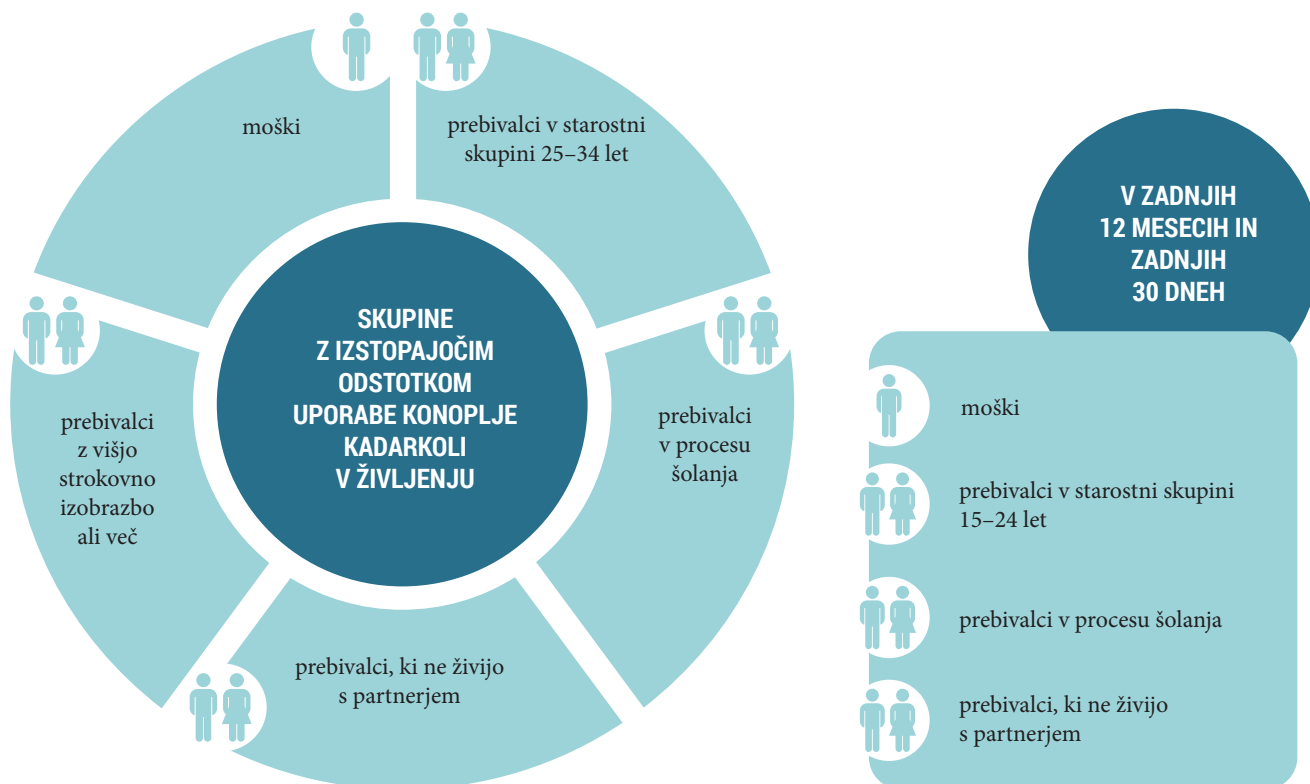 moški
prebivalci v starostni
skupini 25–34 let
SKUPINE
Z IZSTOPAJOČIM
ODSTOTKOM
UPORABE KONOPLJE
KADARKOLI
V ŽIVLJENJU
prebivalci
v procesu
šolanja
prebivalci, ki ne živijo
s partnerjem
prebivalci
z višjo
strokovno
izobrazbo
ali več
V ZADNJIH
12 MESECIH IN
ZADNJIH
30 DNEH
moški
prebivalci v starostni skupini
15–24 let
prebivalci v procesu šolanja
prebivalci, ki ne živijo
s partnerjem